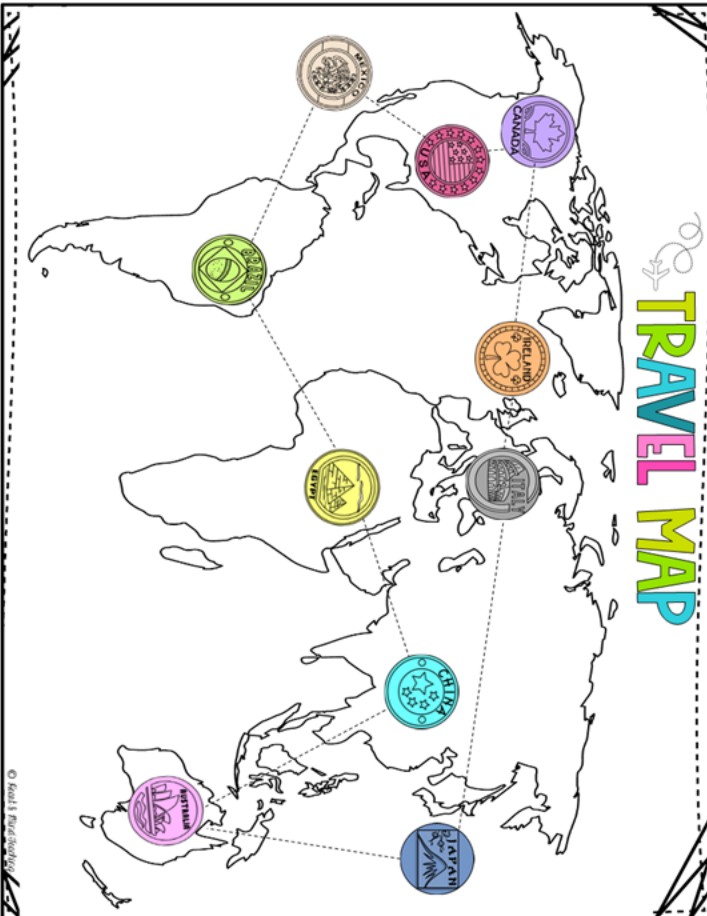 TRAVEL MAP
CANADA
USA
MEXICO
IRELAND
ITALY
BRAZIL
EGYPT
CHINA
JAPAN
AUSTRALIA